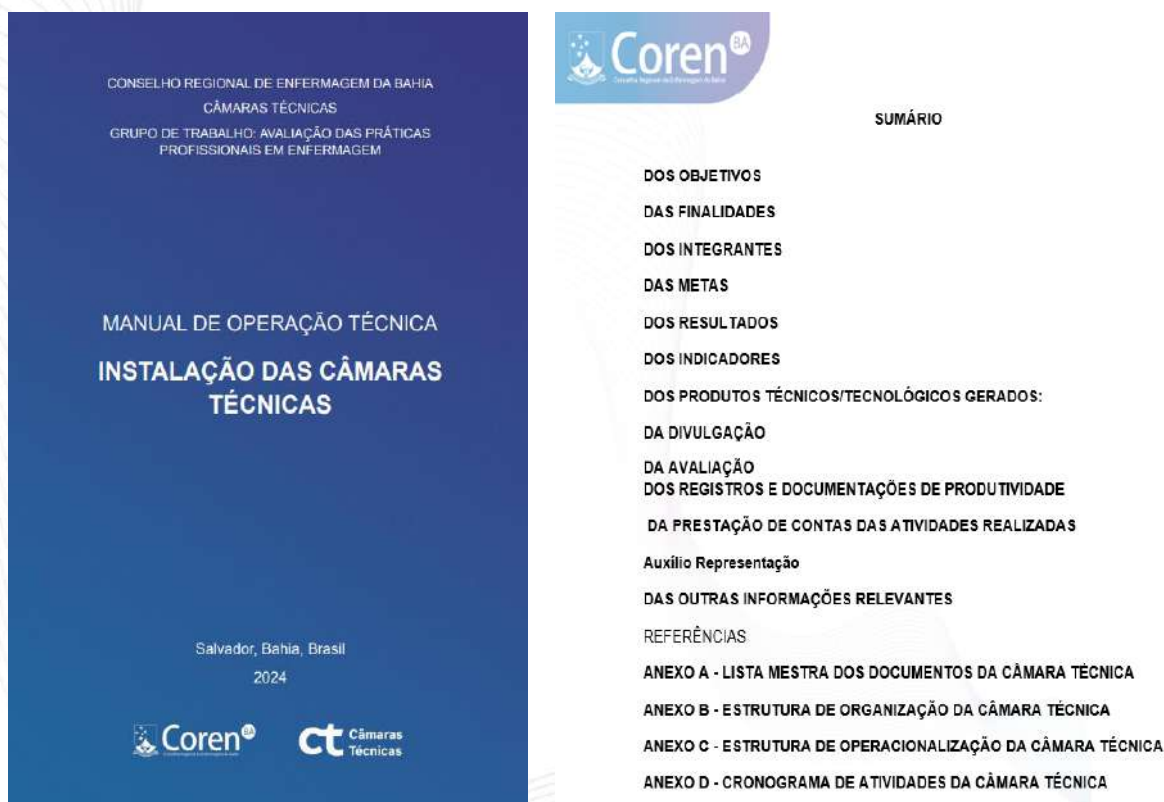 CONSELHO REGIONAL DE ENFERMAGEM DA BAHIA
CÂMARAS TÉCNICAS
GRUPO DE TRABALHO: AVALIAÇÃO DAS PRÁTICAS
PROFISSIONAIS EM ENFERMAGEM
MANUAL DE OPERAÇÃO TÉCNICA
INSTALAÇÃO DAS CÂMARAS
TÉCNICAS
Salvador, Bahia, Brasil
2024
Coren BA
ct Câmaras
Técnicas
Coren BA
SUMÁRIO
DOS OBJETIVOS
DAS FINALIDADES
DOS INTEGRANTES
DAS METAS
DOS RESULTADOS
DOS INDICADORES
DOS PRODUTOS TÉCNICOS/TECNOLÓGICOS GERADOS:
DA DIVULGAÇÃO
DA AVALIAÇÃO
DOS REGISTROS E DOCUMENTAÇÕES DE PRODUTIVIDADE
DA PRESTAÇÃO DE CONTAS DAS ATIVIDADES REALIZADAS
Auxílio Representação
DAS OUTRAS INFORMAÇÕES RELEVANTES
REFERÊNCIAS
ANEXO A - LISTA MESTRA DOS DOCUMENTOS DA CÂMARA TÉCNICA
ANEXO B - ESTRUTURA DE ORGANIZAÇÃO DA CÂMARA TÉCNICA
ANEXO C - ESTRUTURA DE OPERACIONALIZAÇÃO DA CÂMARA TÉCNICA
ANEXO D - CRONOGRAMA DE ATIVIDADES DA CÂMARA TÉCNICA